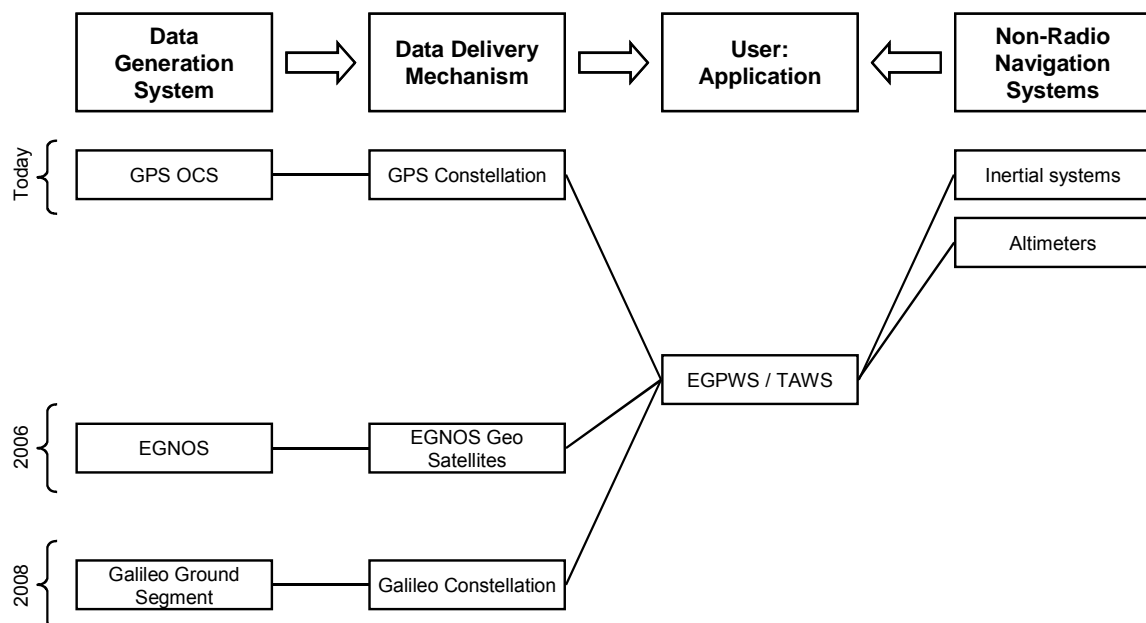 Data
Generation
System
Data Delivery
Mechanism
User:
Application
Non-Radio
Navigation
Systems
Today
GPS OCS
GPS Constellation
Inertial systems
Altimeters
EGPWS / TAWS
2006
EGNOS
EGNOS Geo
Satellites
2008
Galileo Ground
Segment
Galileo Constellation